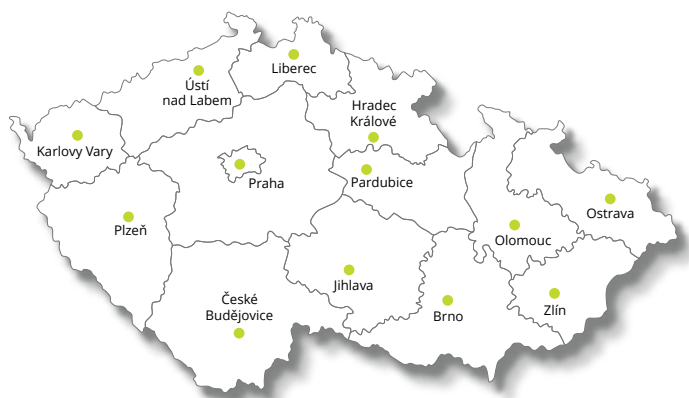 Liberec
Ústí
nad Labem
Hradec
Králové
Karlovy Vary
Praha
Pardubice
Plzeň
Ostrava
Olomouc
Jihlava
České
Budějovice
Brno
Zlín